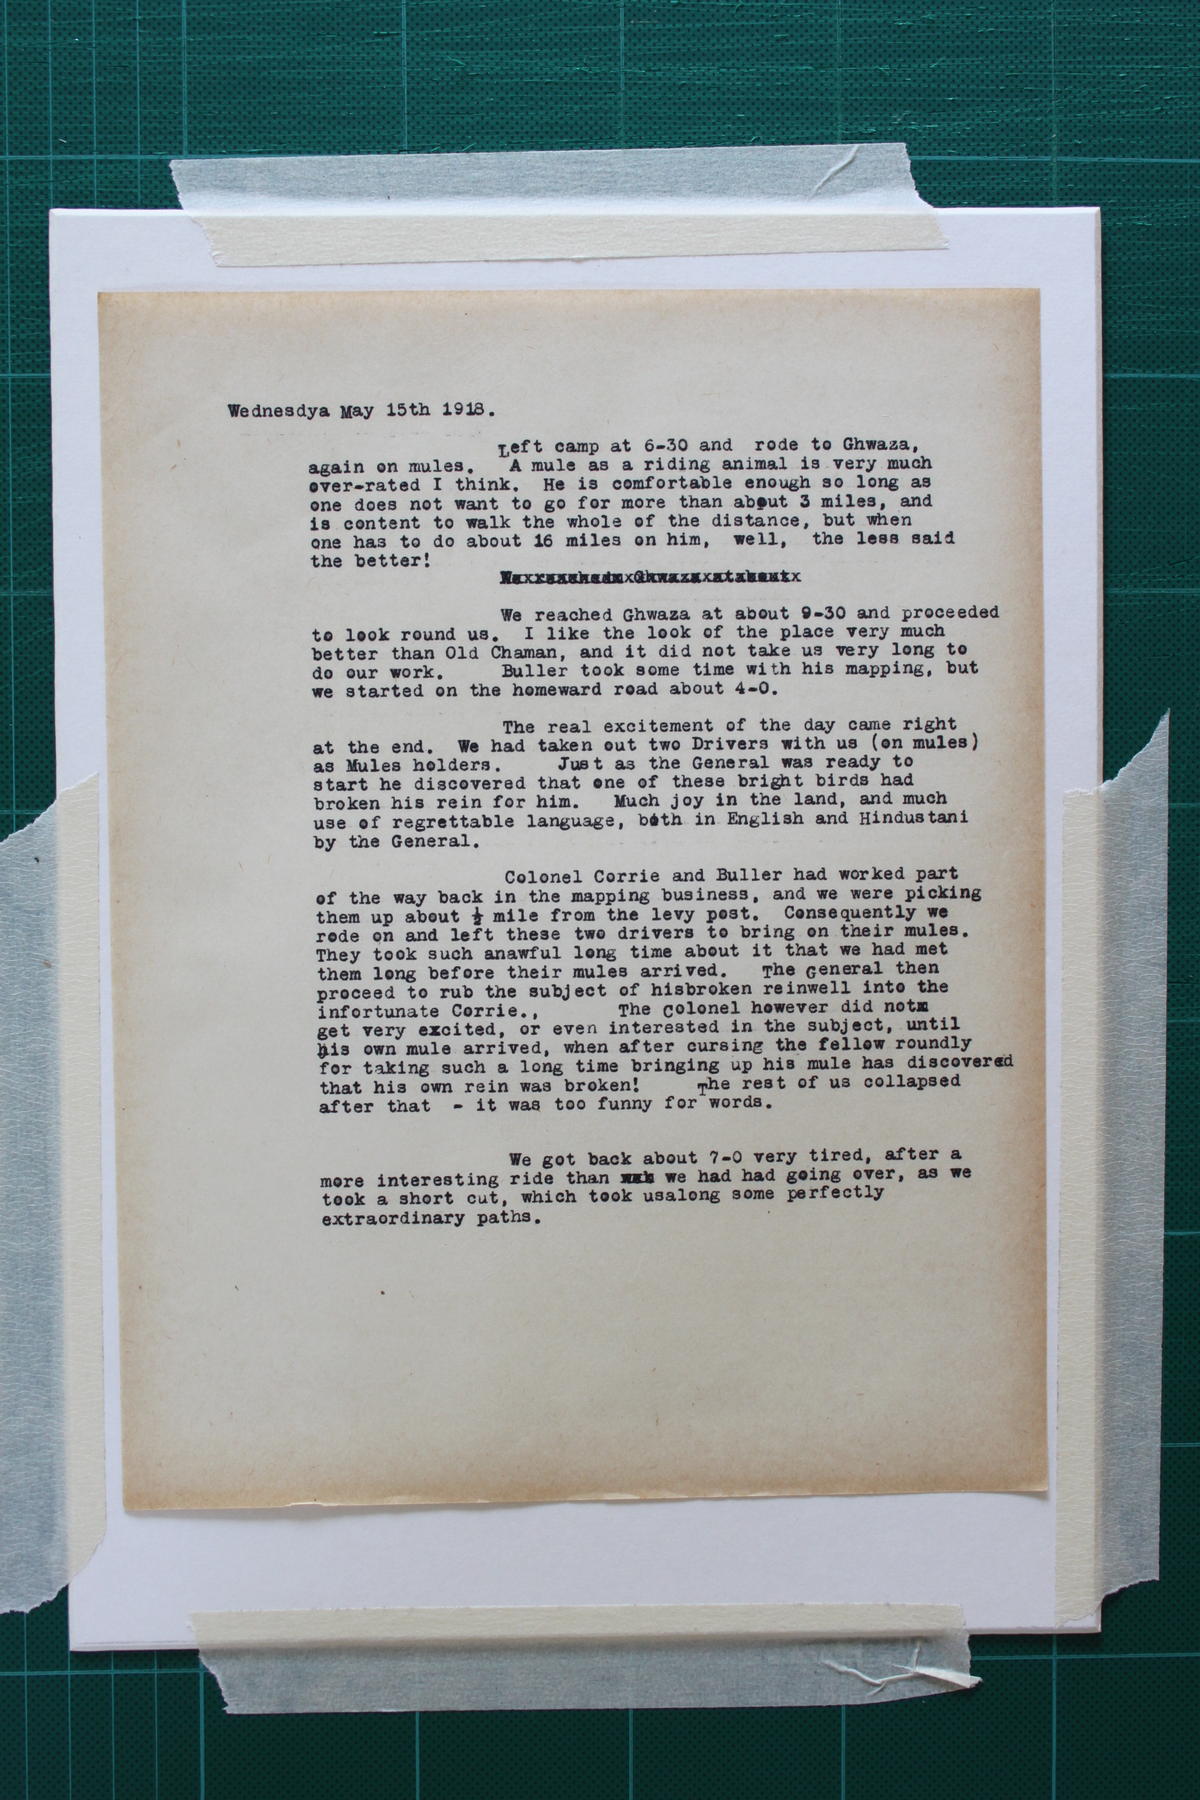 Wednesdya May 15th 1918.
Left camp at 6-30 and rode to Ghwaza,
again on mules. A mule as a riding animal is very much
over-rated I think. He is comfortable enough so long as
one does not want to go for more than about 3 miles, and
is content to walk the whole of the distance, but when
one has to do about 16 miles on him, well, the less said
the better!
We reached Ghwaza at about 9-30 and proceeded
to look round us. I like the look of the place very much
better than Old Chaman, and it did not take us very long to
do our work. Buller took some time with his mapping, but
we started on the homeward road about 4-0.
The real excitement of the day came right
at the end. We had taken out two Drivers with us (on mules)
as Mules holders. Just as the General was ready to
start he discovered that one of these bright birds had
broken his rein for him. Much joy in the land, and much
use of regrettable language, both in English and Hindustani
by the General.
Colonel Corrie and Buller had worked part
of the way back in the mapping business, and we were picking
them up about ½ mile from the levy post. Consequently we
rode on and left these two drivers to bring on their mules.
They took such anawful long time about it that we had met
them long before their mules arrived. The General then
proceed to rub the subject of hisbroken reinwell into the
infortunate Corrie., The Colonel however did not
get very excited, or even interested in the subject, until
his own mule arrived, when after cursing the fellow roundly
for taking such a long time bringing up his mule has discovered
that his own rein was broken! The rest of us collapsed
after that - it was too funny for words.
We got back about 7-0 very tired, after a
more interesting ride than we had had going over, as we
took a short cut, which took usalong some perfectly
extraordinary paths.